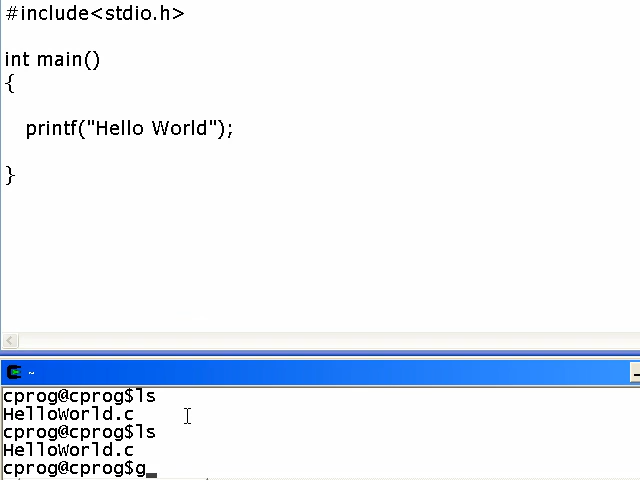 #include<stdio.h>
int main()
{
printf("Hello World");
}
~
cprog@cprog$ls
HelloWorld.c
cprog@cprog$ls
HelloWorld.c
cprog@cprog$g